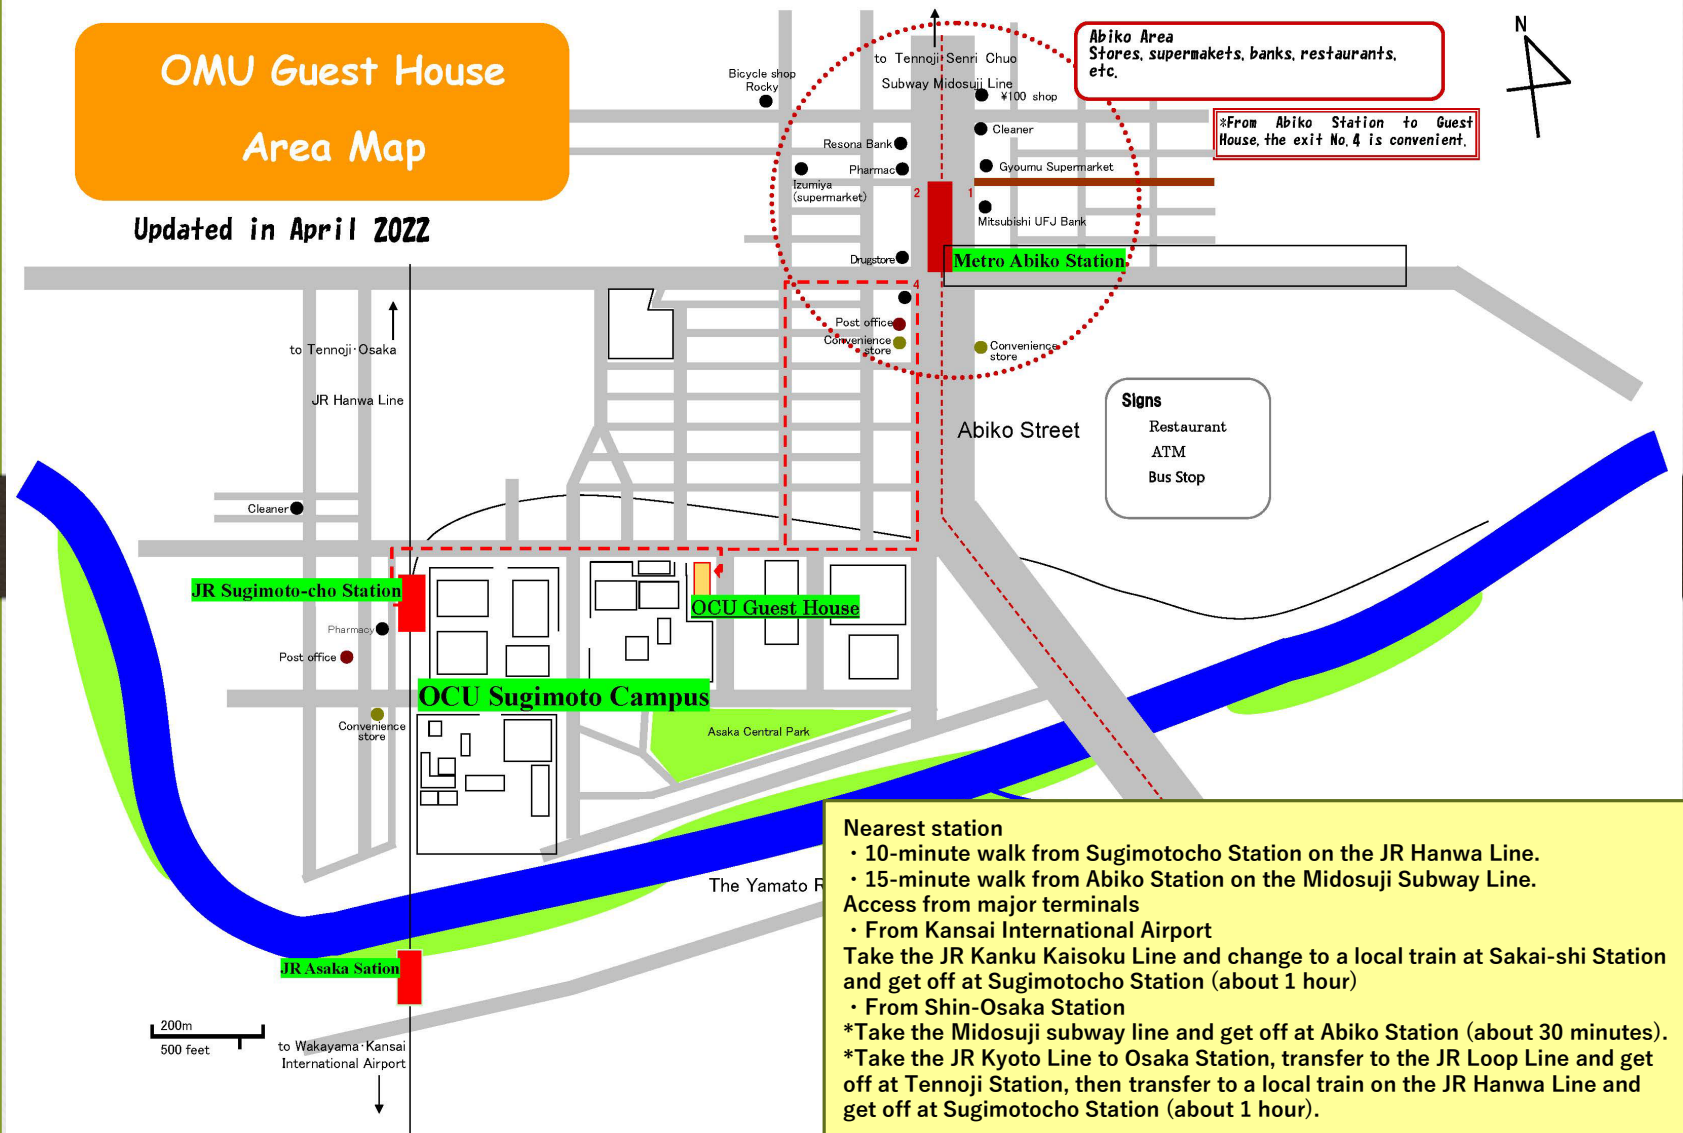 OMU Guest House
Area Map
Updated in April 2022
Bicycle shop
Rocky
to Tennoji Senri Chuo
Subway Midosuji Line
Abiko Area
Stores, supermakets, banks, restaurants,
etc.
N
¥100 shop
*From Abiko Station to Guest
House, the exit No.4 is convenient.
Cleaner
Resona Bank
Pharmac
Gyoumu Supermarket
Izumiya
(supermarket)
2
1
Mitsubishi UFJ Bank
Drugstore
Metro Abiko Station
4
Post office
Convenience
store
Convenience
store
to Tennoji·Osaka
JR Hanwa Line
Abiko Street
Signs
Restaurant
ATM
Bus Stop
Cleaner
JR Sugimoto-cho Station
OCU Guest House
Pharmacy
Post office
OCU Sugimoto Campus
Convenience
store
Asaka Central Park
The Yamato R
JR Asaka Sation
200m
500 feet
to Wakayama·Kansai
International Airport
Nearest station
・10-minute walk from Sugimotocho Station on the JR Hanwa Line.
・15-minute walk from Abiko Station on the Midosuji Subway Line.
Access from major terminals
・From Kansai International Airport
Take the JR Kanku Kaisoku Line and change to a local train at Sakai-shi Station
and get off at Sugimotocho Station (about 1 hour)
・From Shin-Osaka Station
*Take the Midosuji subway line and get off at Abiko Station (about 30 minutes).
*Take the JR Kyoto Line to Osaka Station, transfer to the JR Loop Line and get
off at Tennoji Station, then transfer to a local train on the JR Hanwa Line and
get off at Sugimotocho Station (about 1 hour).